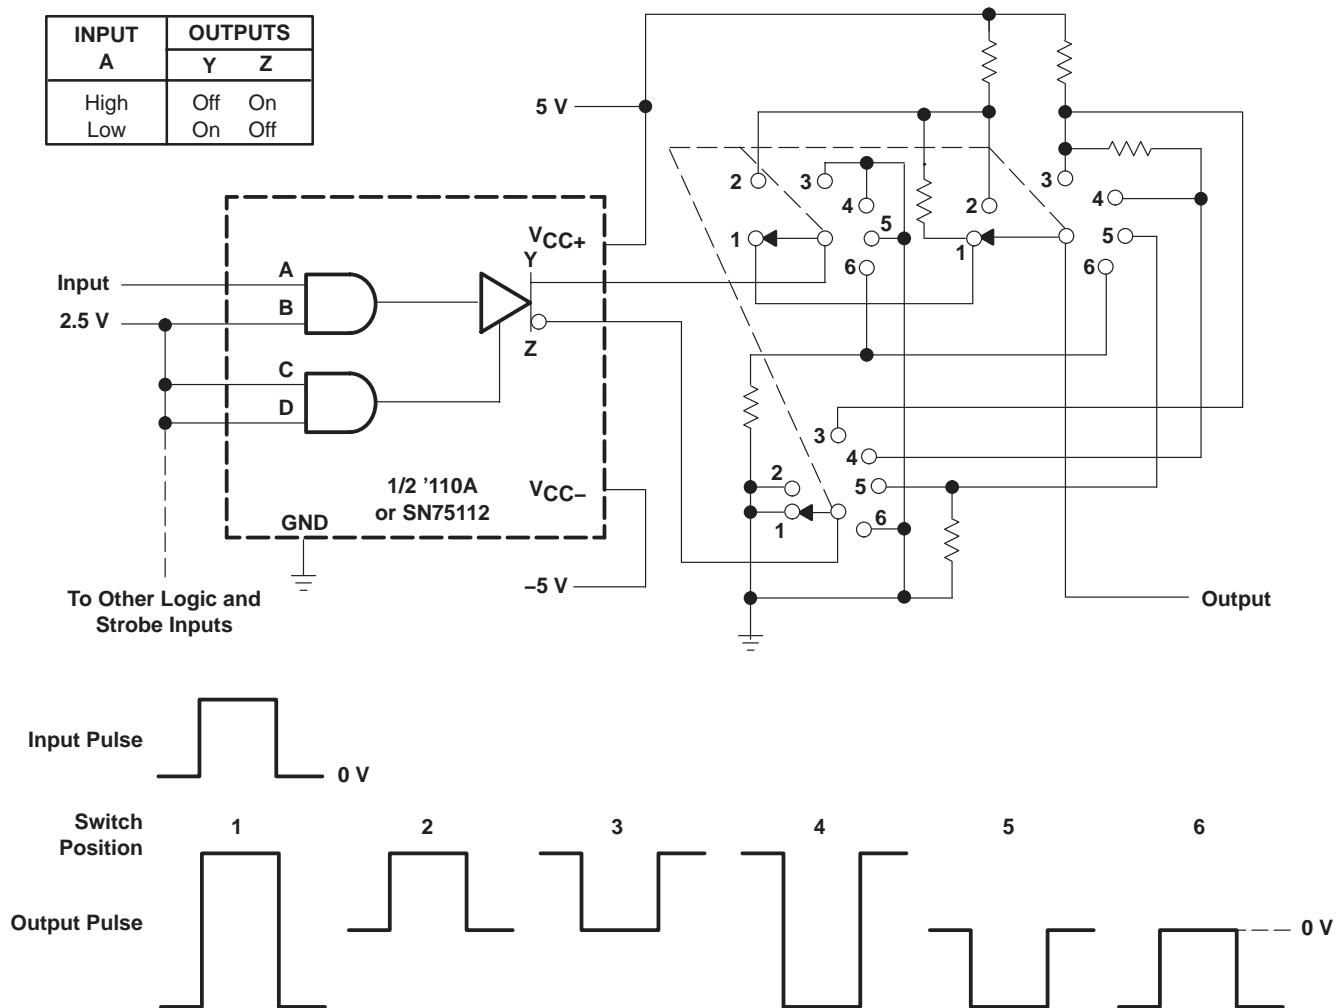 INPUT OUTPUTS
A Y Z
High Off On
Low On Off
5 V
2 3 4 5 1 6
2 1 3 4 5 6
VCC+
Y
Input A
B
2.5 V
Z
C
D
3
4
2 5
1 6
1/2 ’110A
or SN75112
VCC–
GND
–5 V
To Other Logic and
Strobe Inputs
Output
Input Pulse
0 V
Switch
Position
1 2 3 4 5 6
Output Pulse
0 V